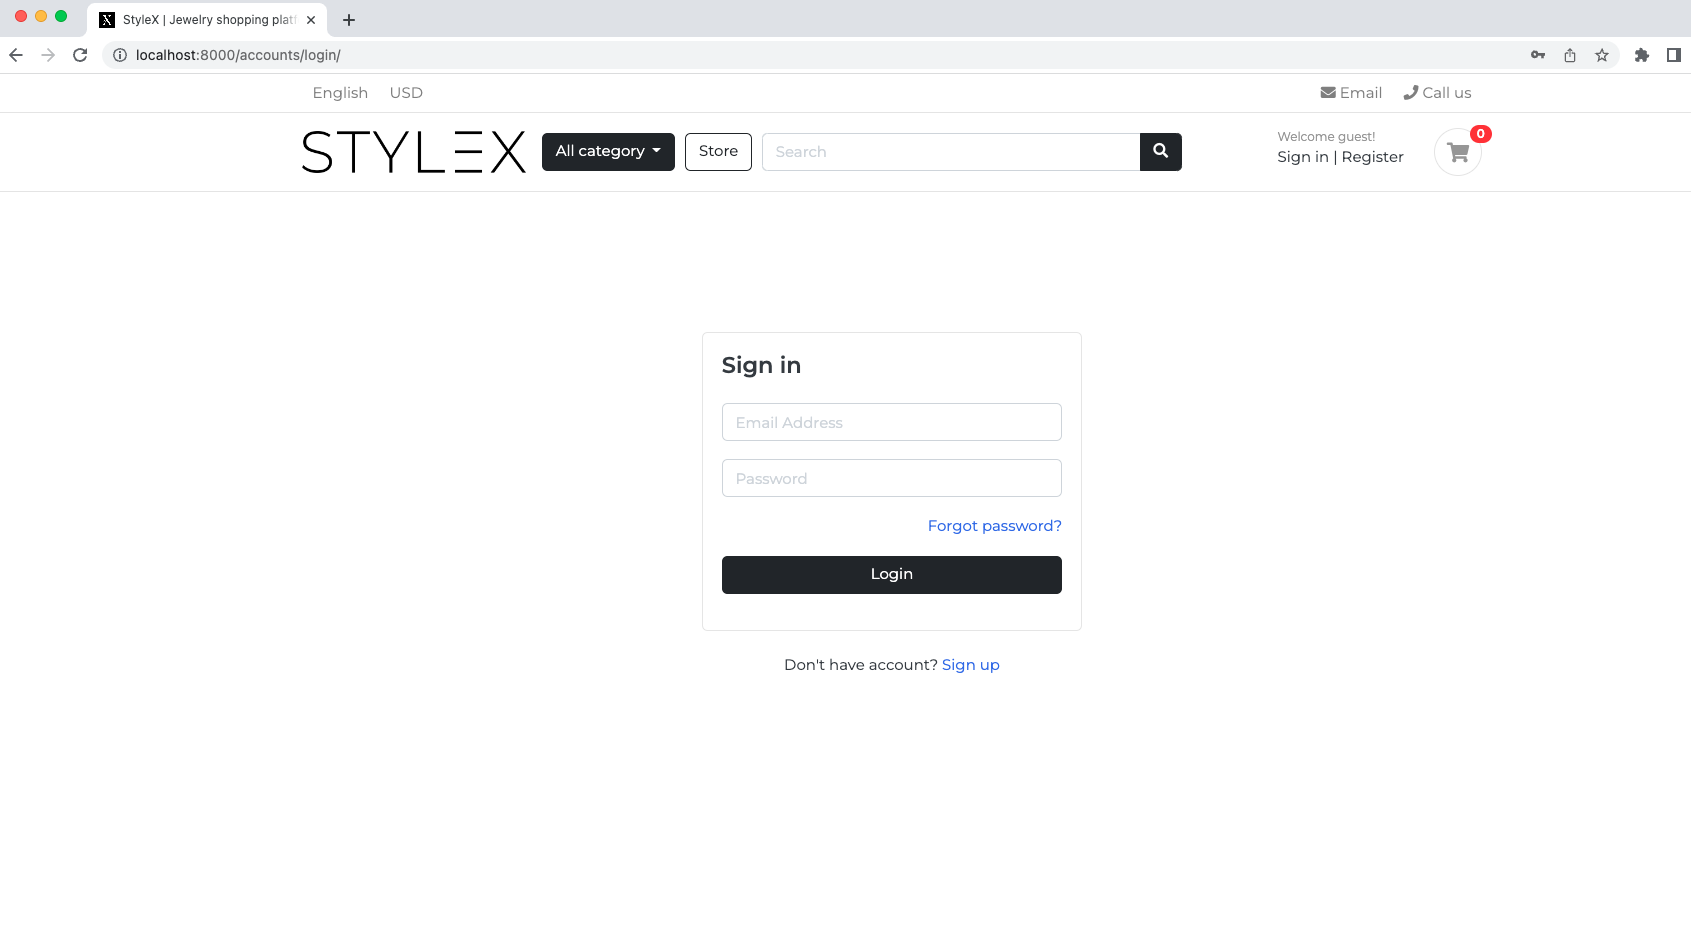 StyleX | Jewelry shopping platf
localhost:8000/accounts/login/
English USD Email Call us
STYLEX All category Store Search Welcome guest! 0
Sign in | Register
Sign in
Email Address
Password
Forgot password?
Login
Don't have account? Sign up